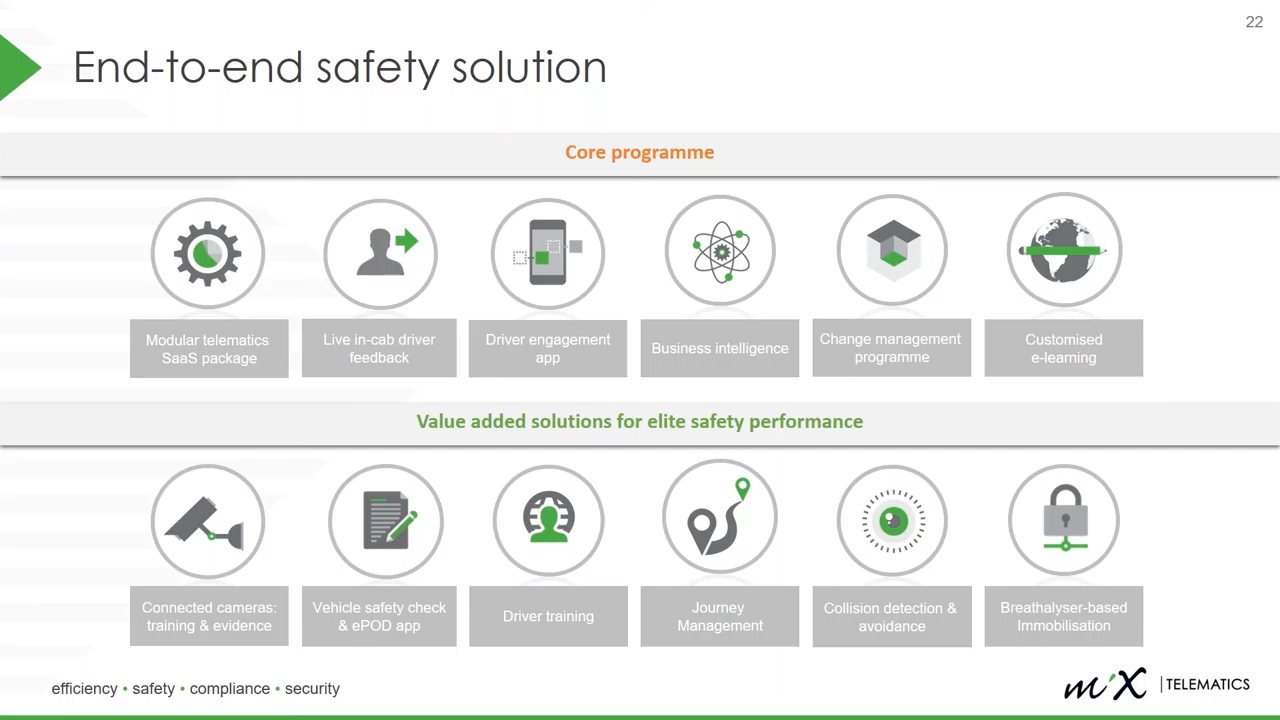 22
End-to-end safety solution
Core programme
Modular telematics
SaaS package
Live in-cab driver
feedback
Driver engagement
app
Business intelligence
Change management
programme
Customised
e-learning
Value added solutions for elite safety performance
Connected cameras:
training & evidence
Vehicle safety check
& ePOD app
Driver training
Journey
Management
Collision detection &
avoidance
Breathalyser-based
Immobilisation
efficiency • safety • compliance • security
m'X | TELEMATICS